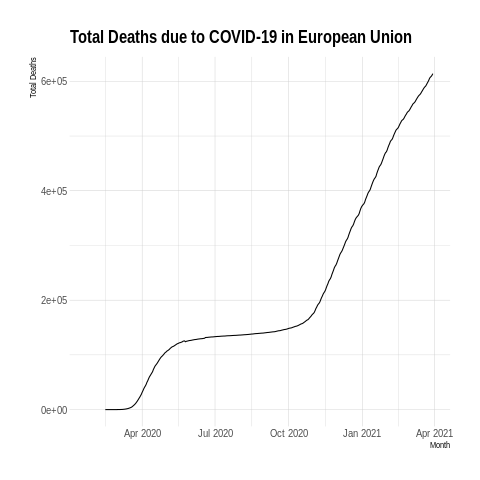 Total Deaths due to COVID-19 in European Union
Total Deaths
6e+05
4e+05
2e+05
0e+00
Apr 2020 Jul 2020 Oct 2020 Jan 2021 Apr 2021
Month